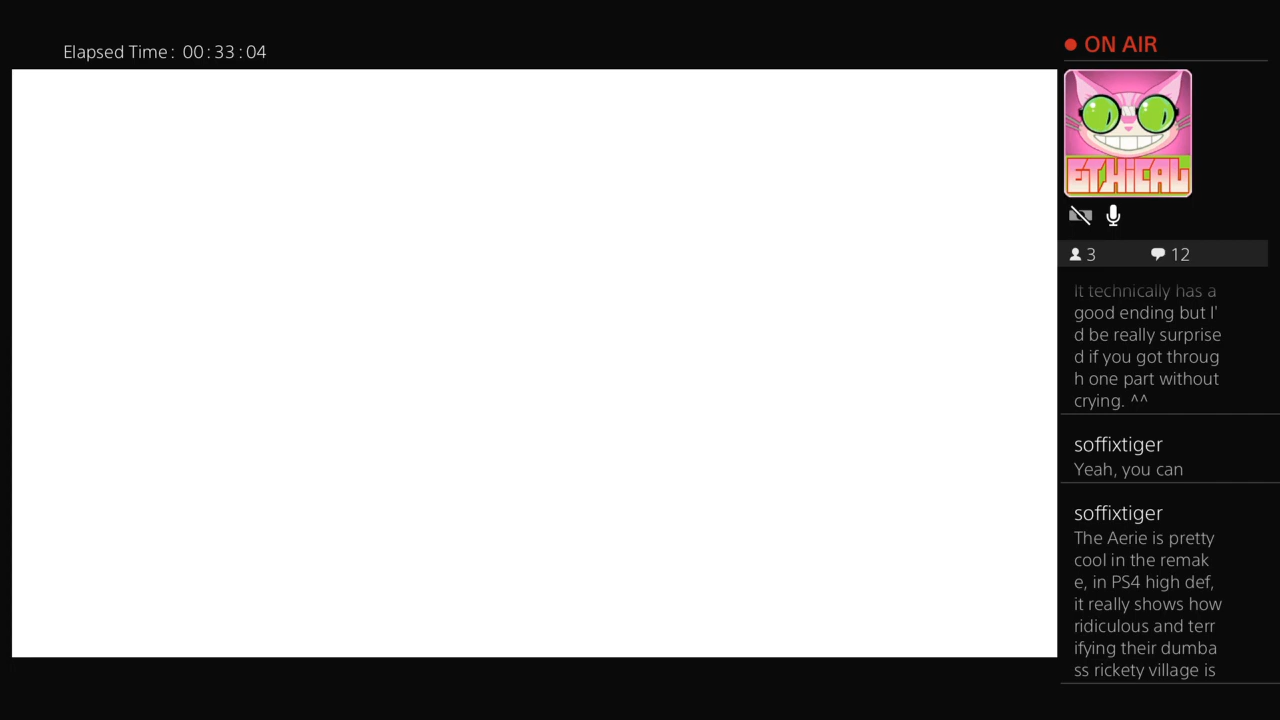 Elapsed Time: 00:33:04
ON AIR
ETHICAL
3
12
It technically has a
good ending but I'
d be really surprise
d if you got throug
h one part without
crying. ^^
soffixtiger
Yeah, you can
soffixtiger
The Aerie is pretty
cool in the remak
e, in PS4 high def,
it really shows how
ridiculous and terr
ifying their dumba
ss rickety village is